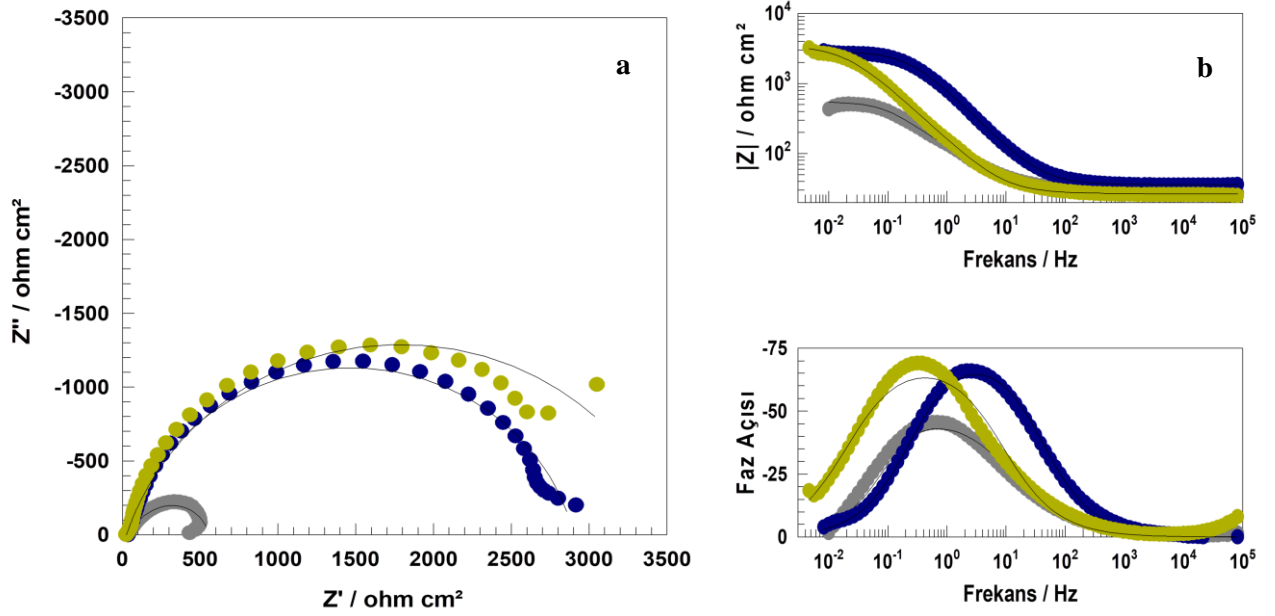 -3500
a
-3000
-2500
-2000
-1500
-1000
-500
0
Z'' / ohm cm²
0 500 1000 1500 2000 2500 3000 3500
Z' / ohm cm²
10⁴
b
10³
10²
|Z| / ohm cm²
10⁻² 10⁻¹ 10⁰ 10¹ 10² 10³ 10⁴ 10⁵
Frekans / Hz
-75
-50
-25
0
Faz Açısı
10⁻² 10⁻¹ 10⁰ 10¹ 10² 10³ 10⁴ 10⁵
Frekans / Hz